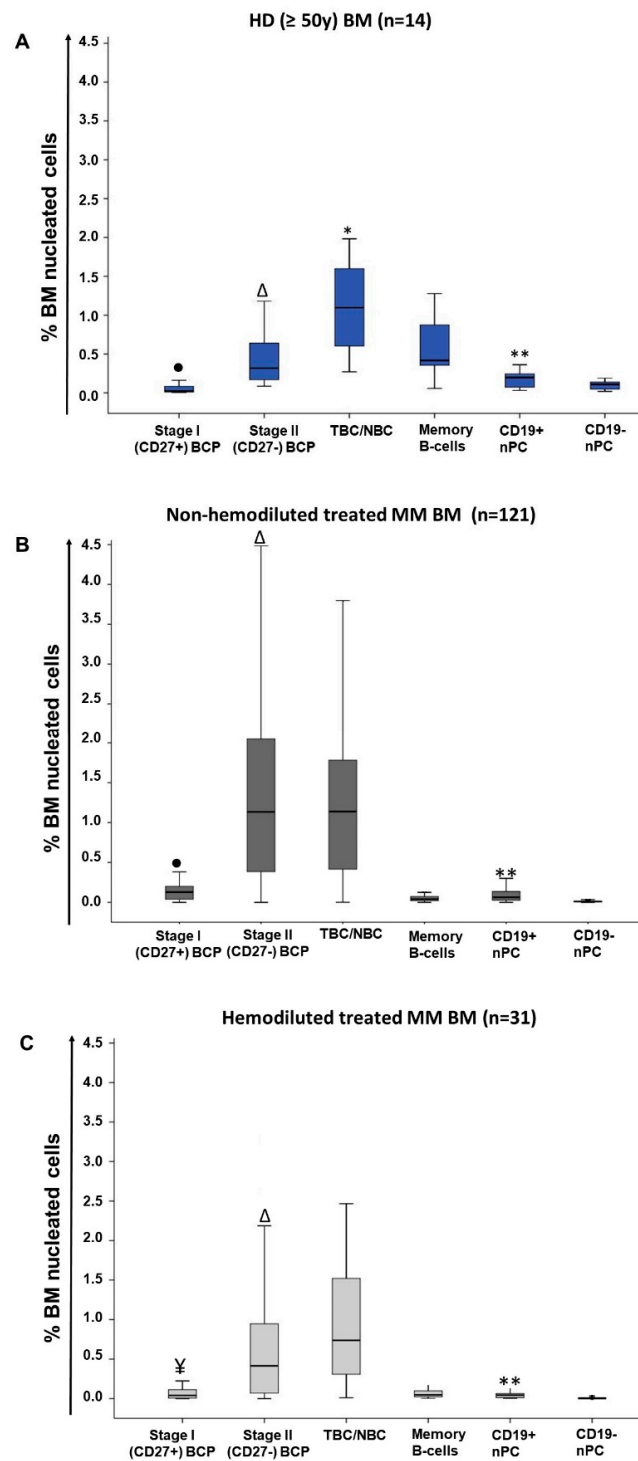 HD (≥ 50y) BM (n=14)
A
% BM nucleated cells
4.5
4.0
3.5
3.0
2.5
2.0
1.5
1.0
0.5
0.0
●
Δ
*
**
Stage I
(CD27+) BCP
Stage II
(CD27-) BCP
TBC/NBC
Memory
B-cells
CD19+
nPC
CD19-
nPC
Non-hemodiluted treated MM BM (n=121)
B
% BM nucleated cells
4.5
4.0
3.5
3.0
2.5
2.0
1.5
1.0
0.5
0.0
●
Δ
**
Stage I
(CD27+) BCP
Stage II
(CD27-) BCP
TBC/NBC
Memory
B-cells
CD19+
nPC
CD19-
nPC
Hemodiluted treated MM BM (n=31)
C
% BM nucleated cells
4.5
4.0
3.5
3.0
2.5
2.0
1.5
1.0
0.5
0.0
¥
Δ
**
Stage I
(CD27+) BCP
Stage II
(CD27-) BCP
TBC/NBC
Memory
B-cells
CD19+
nPC
CD19-
nPC